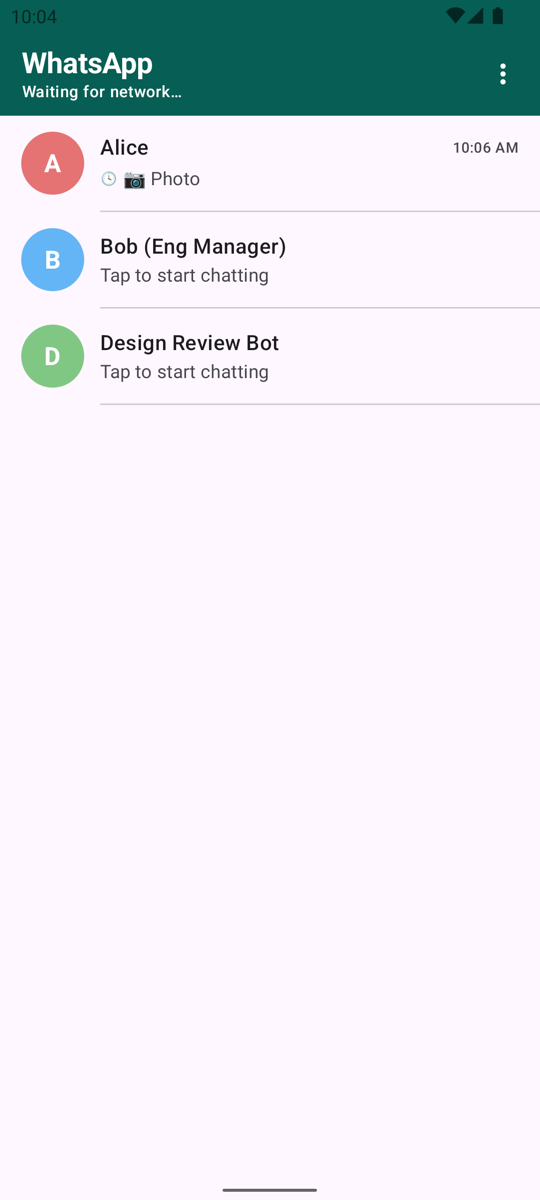 10:04
WhatsApp
Waiting for network...
A
Alice
10:06 AM
Photo
B
Bob (Eng Manager)
Tap to start chatting
D
Design Review Bot
Tap to start chatting